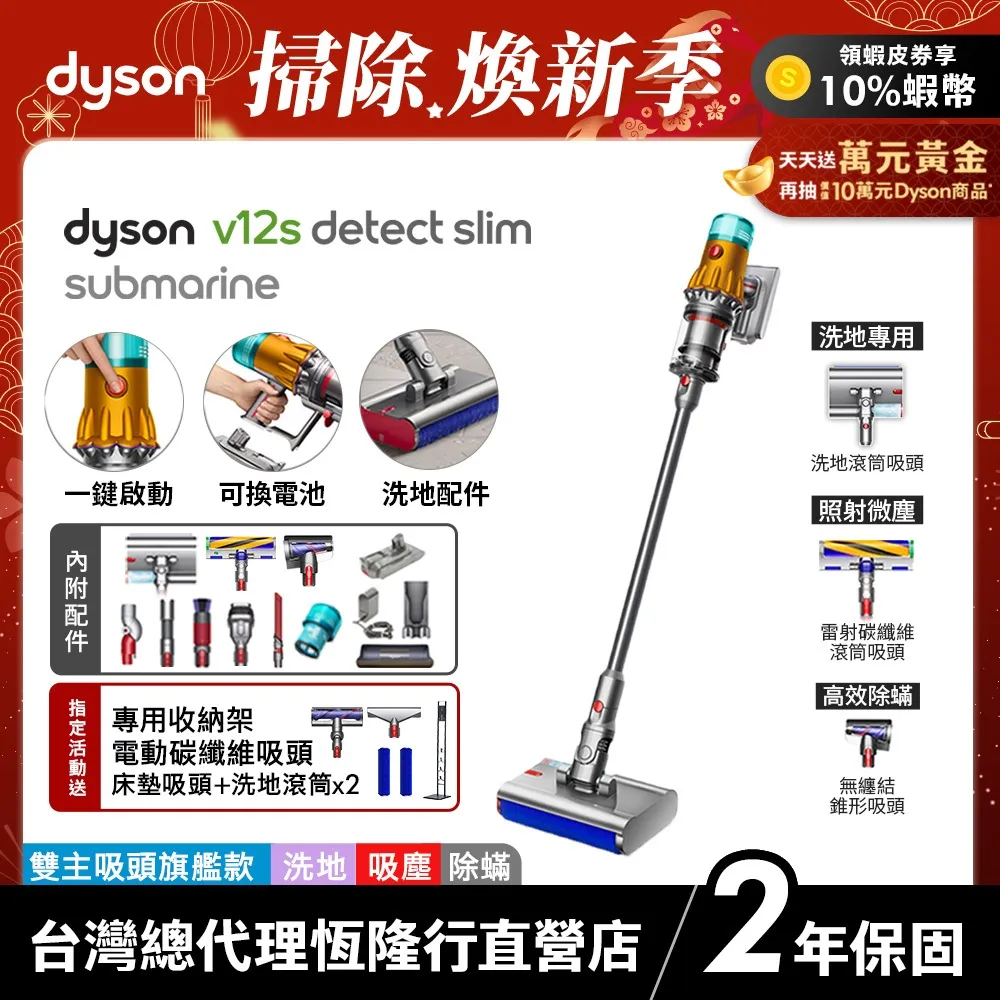 dyson 掃除 煥新季
領蝦皮券享
S 10%蝦幣
天天送萬元黃金
再抽價值10萬元Dyson商品*
dyson v12s detect slim
submarine
一鍵啟動
可換電池
洗地配件
洗地專用
洗地滾筒吸頭
照射微塵
雷射碳纖維
滾筒吸頭
高效除蟎
無纏結
錐形吸頭
內附配件
指定活動送
專用收納架
電動碳纖維吸頭
床墊吸頭+洗地滾筒x2
雙主吸頭旗艦款 洗地 吸塵 除蟎
台灣總代理恆隆行直營店 2年保固